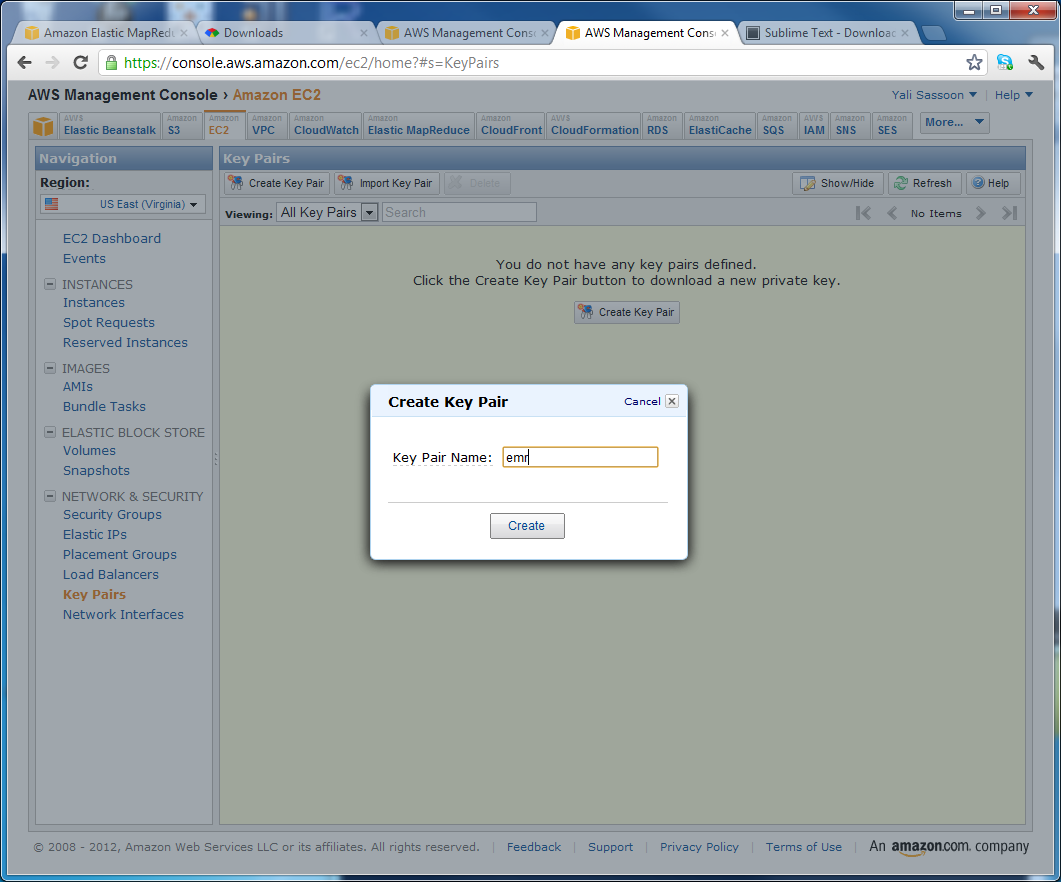 Amazon Elastic MapRedu
Downloads
AWS Management Conso
AWS Management Conso
Sublime Text - Download
https://console.aws.amazon.com/ec2/home?#s=KeyPairs
AWS Management Console › Amazon EC2
Yali Sassoon | Help
AWS Elastic Beanstalk
Amazon S3
Amazon EC2
Amazon VPC
Amazon CloudWatch
Amazon Elastic MapReduce
Amazon CloudFront
AWS CloudFormation
Amazon RDS
Amazon ElastiCache
Amazon SQS
AWS IAM
Amazon SNS
Amazon SES
More...
Navigation
Region:
US East (Virginia)
EC2 Dashboard
Events
INSTANCES
Instances
Spot Requests
Reserved Instances
IMAGES
AMIs
Bundle Tasks
ELASTIC BLOCK STORE
Volumes
Snapshots
NETWORK & SECURITY
Security Groups
Elastic IPs
Placement Groups
Load Balancers
Key Pairs
Network Interfaces
Key Pairs
Create Key Pair
Import Key Pair
Delete
Show/Hide
Refresh
Help
Viewing: All Key Pairs
Search
No Items
You do not have any key pairs defined.
Click the Create Key Pair button to download a new private key.
Create Key Pair
Create Key Pair
Cancel
Key Pair Name: emr
Create
© 2008 - 2012, Amazon Web Services LLC or its affiliates. All rights reserved. | Feedback | Support | Privacy Policy | Terms of Use | An amazon.com company